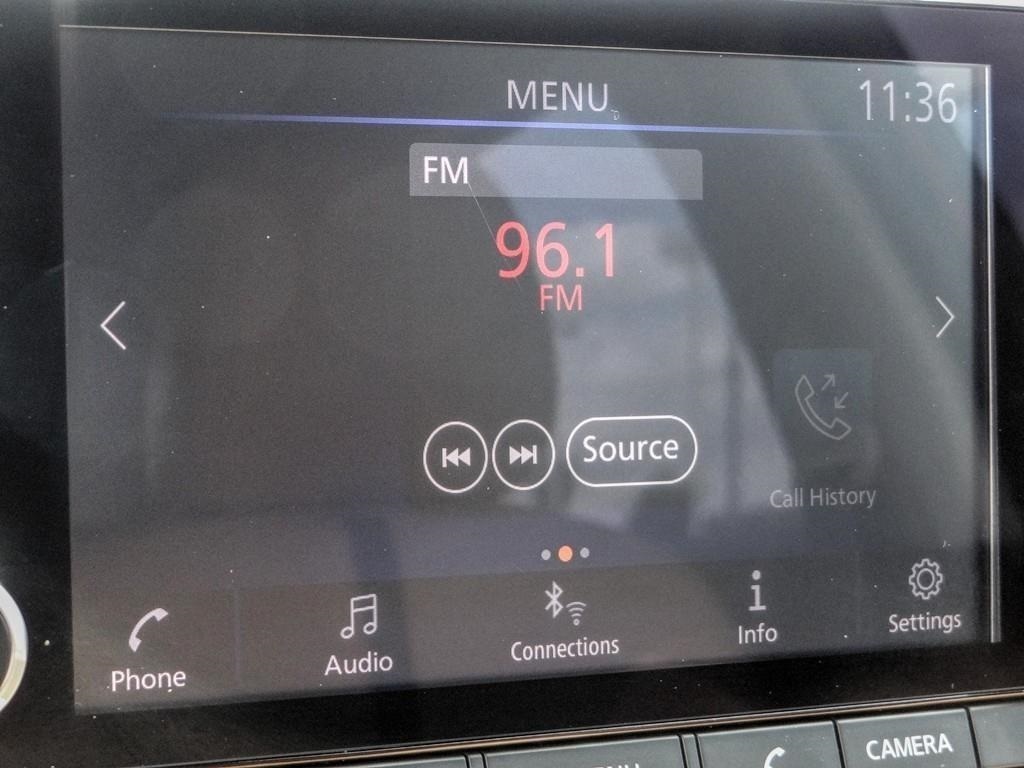 MENU
11:36
FM
96.1
FM
Source
Call History
Phone
Audio
Connections
Info
Settings
CAMERA